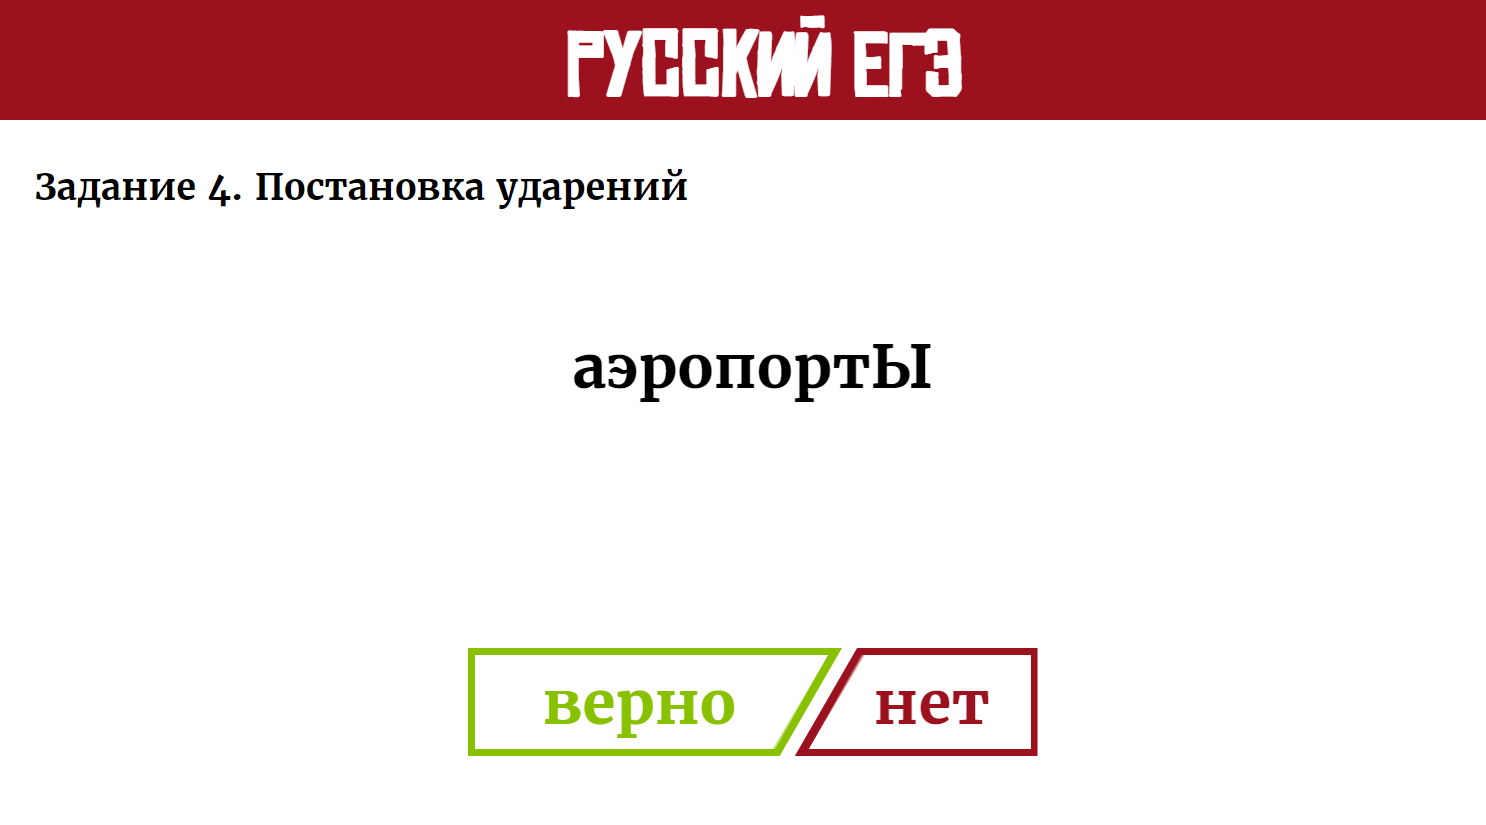 РУССКИЙ ЕГЭ
Задание 4. Постановка ударений
аэропортЫ
верно нет